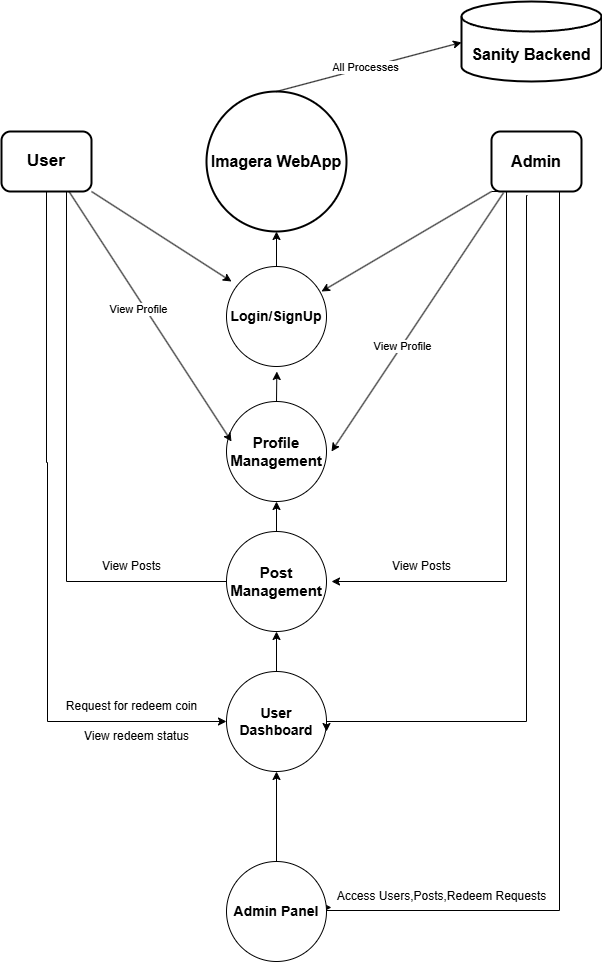 Sanity Backend
All Processes
User
Imagera WebApp
Admin
View Profile
Login/SignUp
View Profile
Profile
Management
View Posts
Post
Management
View Posts
Request for redeem coin
View redeem status
User
Dashboard
Access Users,Posts,Redeem Requests
Admin Panel